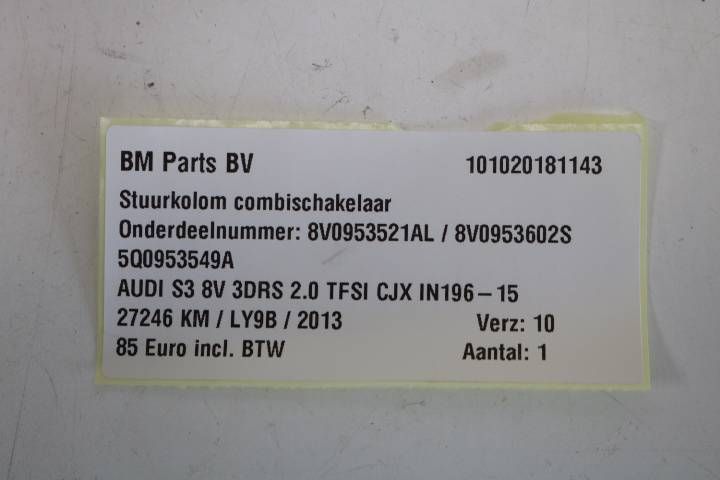 BM Parts BV 101020181143
Stuurkolom combischakelaar
Onderdeelnummer: 8V0953521AL / 8V0953602S
5Q0953549A
AUDI S3 8V 3DRS 2.0 TFSI CJX IN196–15
27246 KM / LY9B / 2013 Verz: 10
85 Euro incl. BTW Aantal: 1